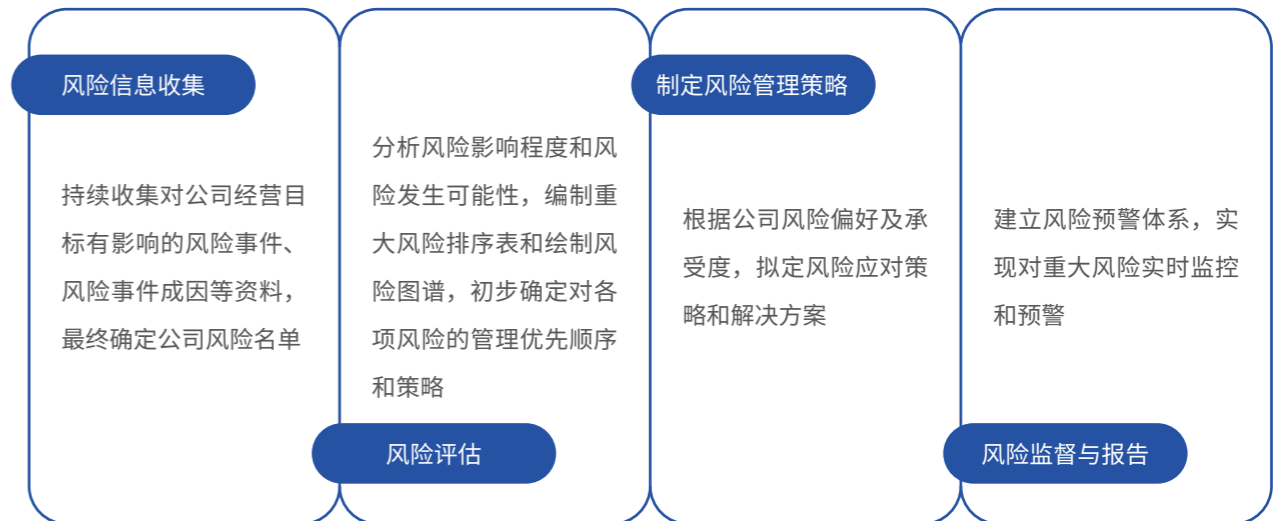 风险信息收集
持续收集对公司经营目
标有影响的风险事件、
风险事件成因等资料，
最终确定公司风险名单
分析风险影响程度和风
险发生可能性，编制重
大风险排序表和绘制风
险图谱，初步确定对各
项风险的管理优先顺序
和策略
风险评估
制定风险管理策略
根据公司风险偏好及承
受度，拟定风险应对策
略和解决方案
建立风险预警体系，实
现对重大风险实时监控
和预警
风险监督与报告